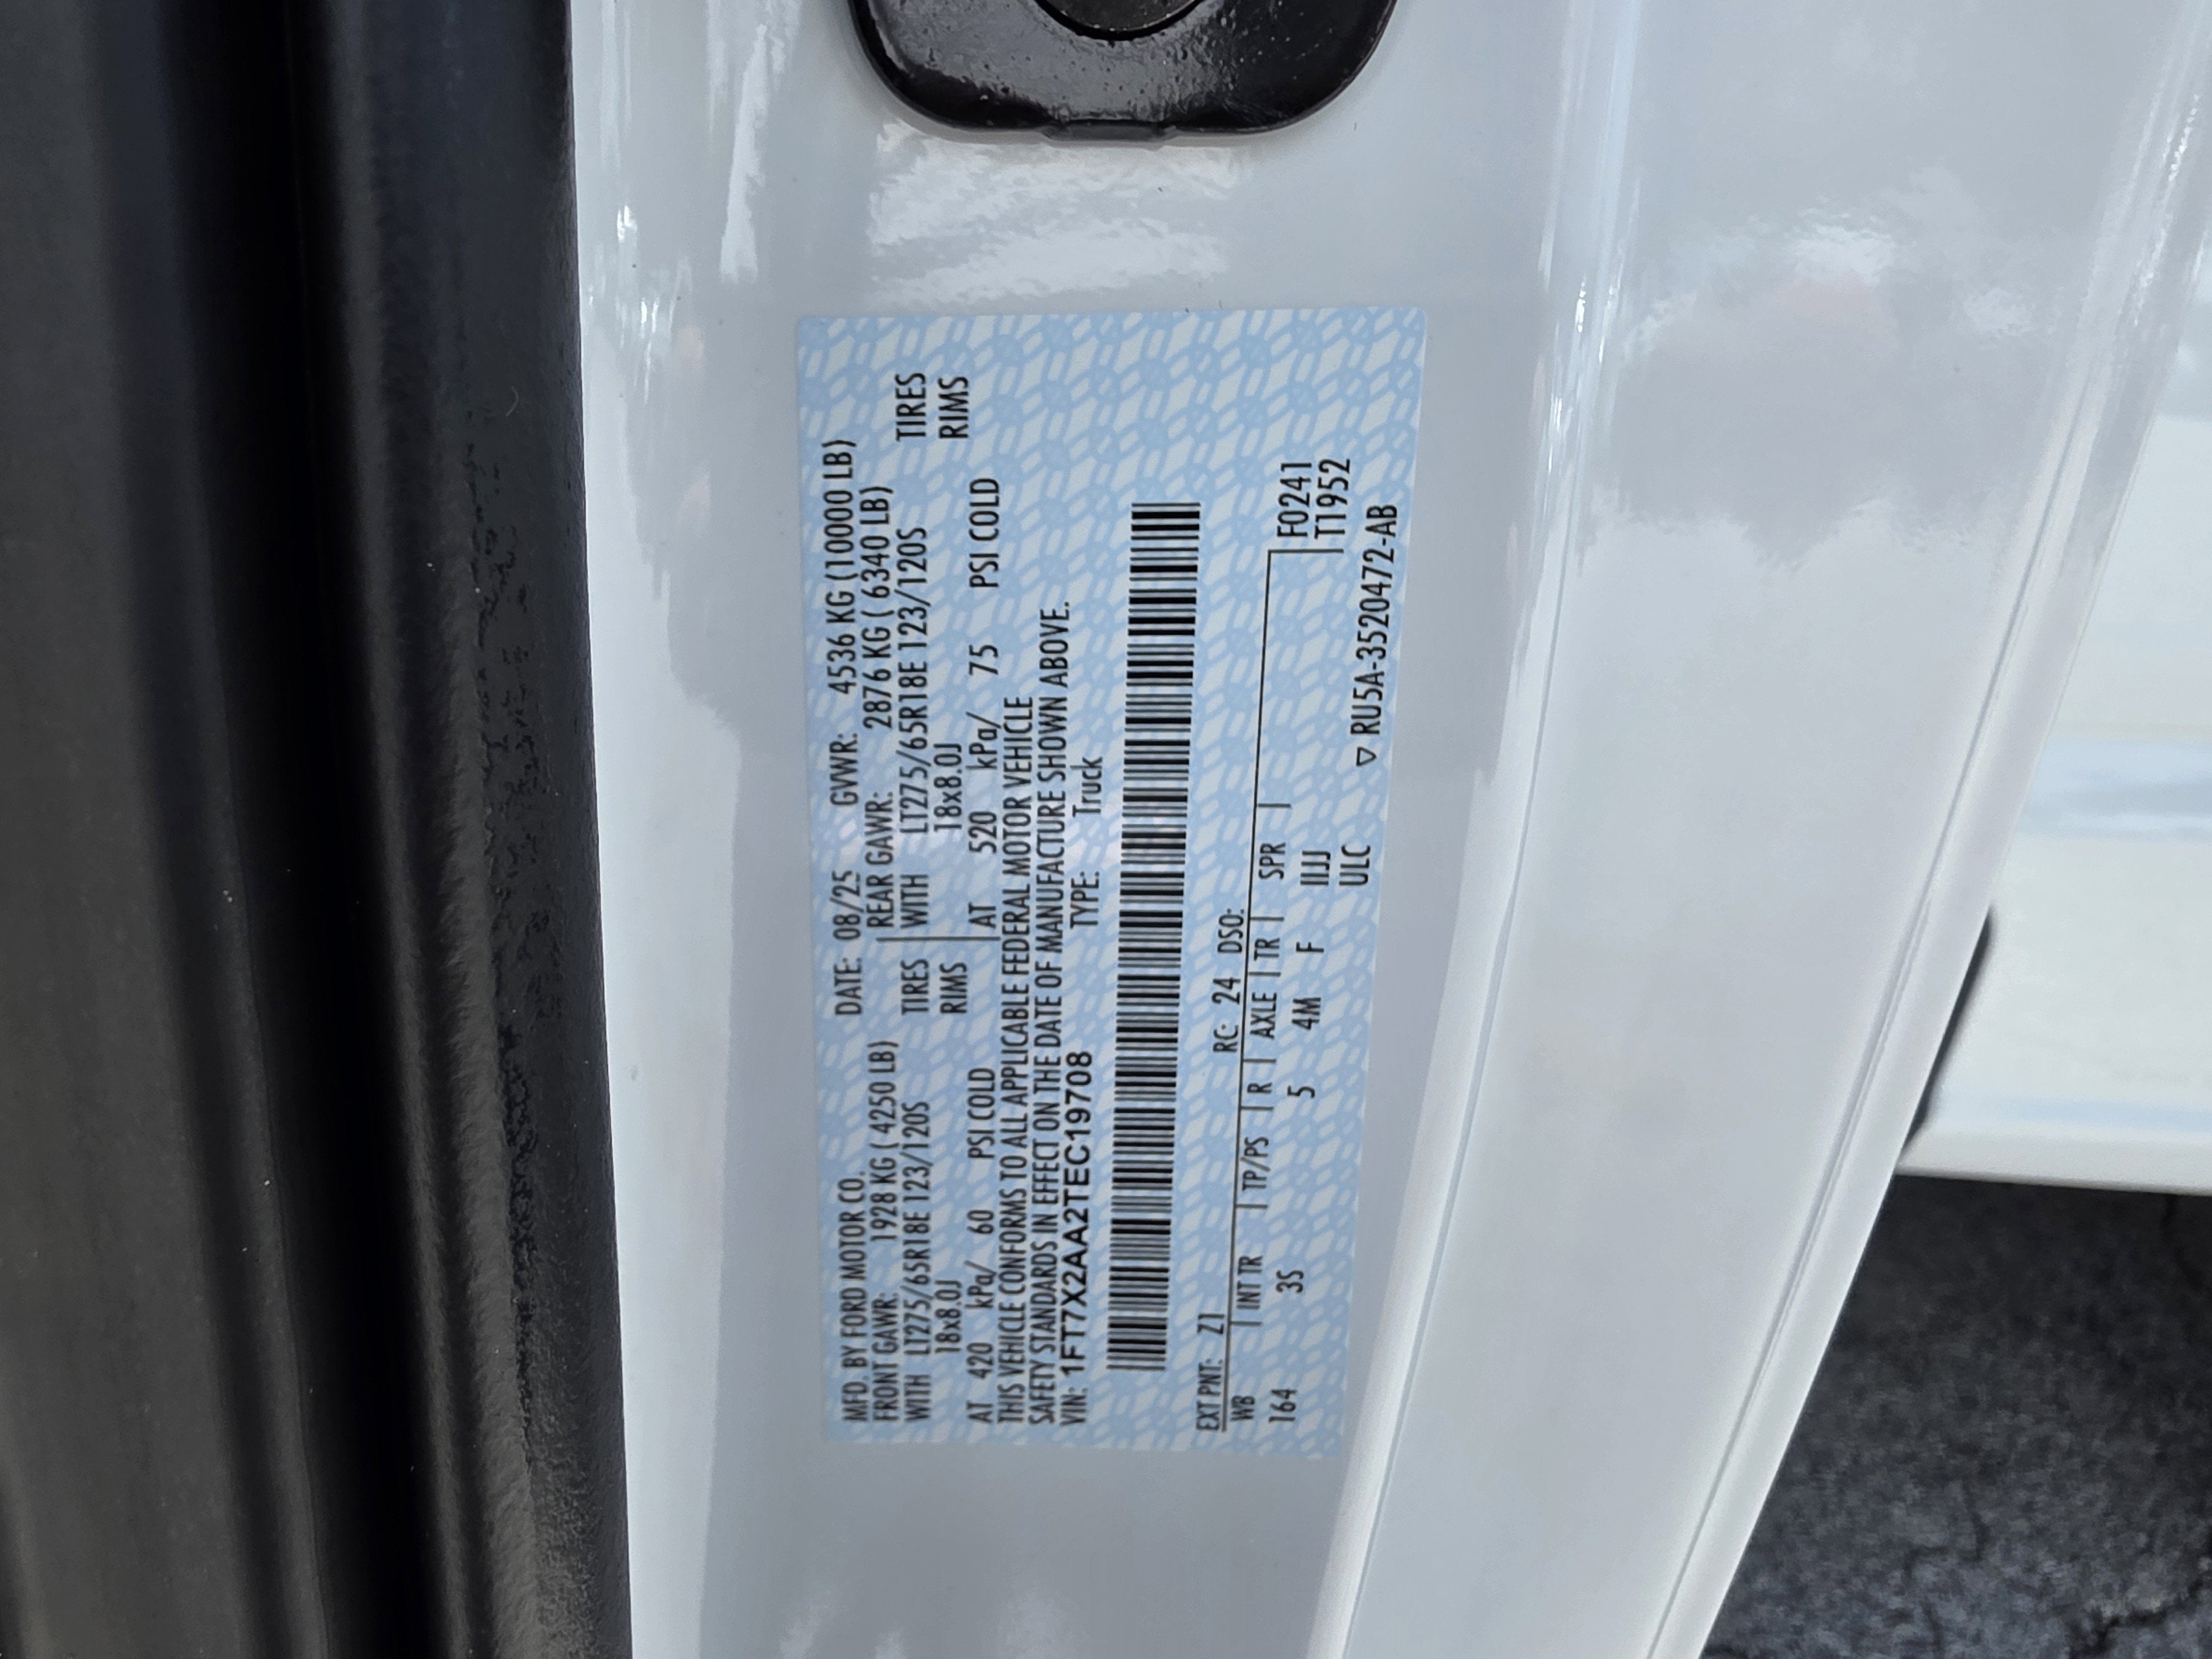 MFD. BY FORD MOTOR CO. DATE: 08/25 GVWR: 4536 KG (10000 LB)
FRONT GAWR: 1928 KG ( 4250 LB) REAR GAWR: 2876 KG ( 6340 LB)
WITH LT275/65R18E 123/120S TIRES WITH LT275/65R18E 123/120S TIRES
18x8.0J RIMS 18x8.0J RIMS
AT 420 kPa/ 60 PSI COLD AT 520 kPa/ 75 PSI COLD
THIS VEHICLE CONFORMS TO ALL APPLICABLE FEDERAL MOTOR VEHICLE
SAFETY STANDARDS IN EFFECT ON THE DATE OF MANUFACTURE SHOWN ABOVE.
VIN: 1FT7X2AA2TEC19708 TYPE: Truck
EXT PNT: Z1 RC: 24 DSO:
WB | INT TR | TP/PS | R | AXLE | TR | SPR | F0241
164 3S 5 4M F IIJJ T1952
ULC ▽ RU5A-3520472-AB